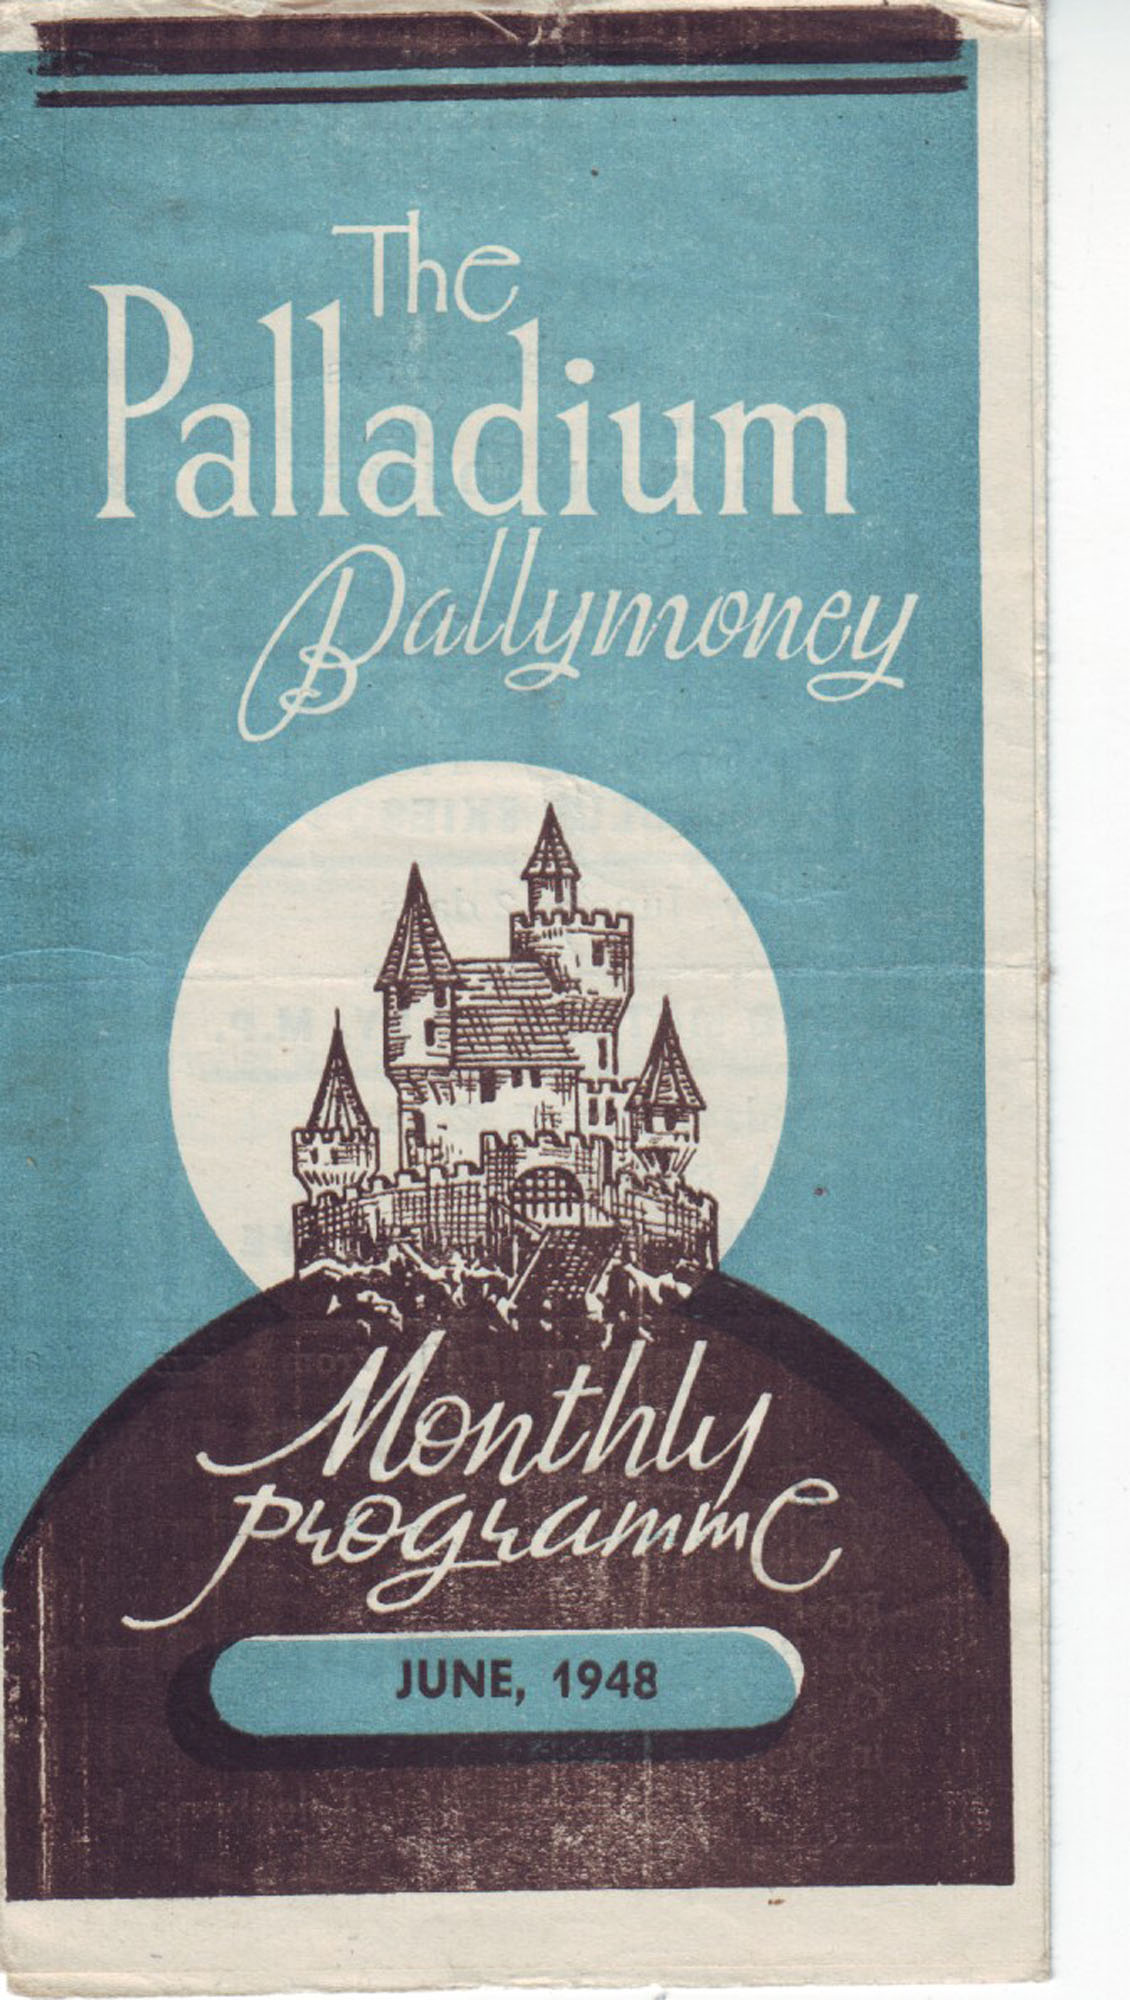 The
Palladium
Ballymoney
Monthly
programme
JUNE, 1948